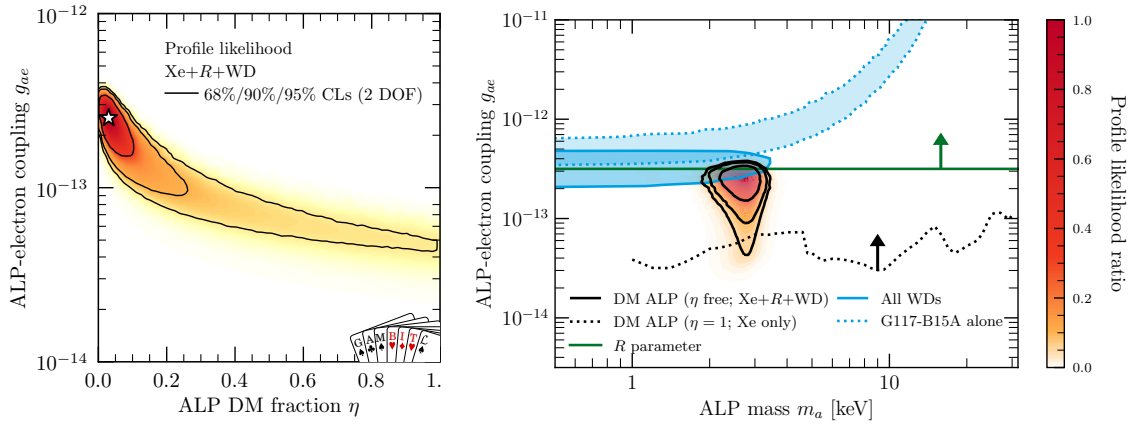 10⁻¹²
10⁻¹³
10⁻¹⁴
ALP-electron coupling gₐₑ
Profile likelihood
Xe+R+WD
68%/90%/95% CLs (2 DOF)
GAMBIT
0.0 0.2 0.4 0.6 0.8 1.
ALP DM fraction η
10⁻¹¹
10⁻¹²
10⁻¹³
10⁻¹⁴
ALP-electron coupling gₐₑ
DM ALP (η free; Xe+R+WD)
DM ALP (η = 1; Xe only)
R parameter
All WDs
G117-B15A alone
1 10
ALP mass mₐ [keV]
1.0
0.8
0.6
0.4
0.2
0.0
Profile likelihood ratio